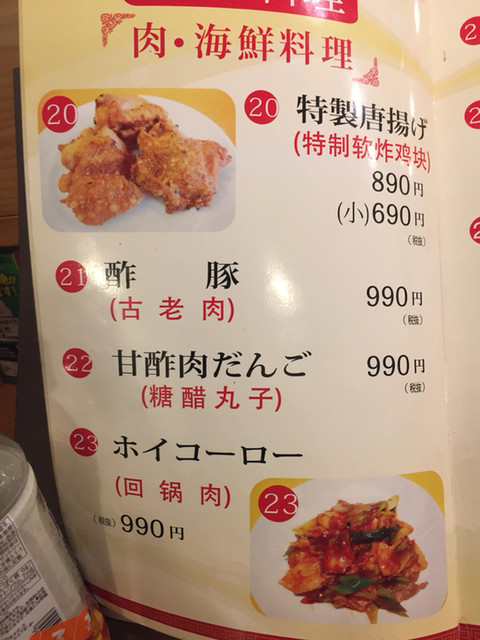 肉・海鮮料理
20
20 特製唐揚げ
(特制软炸鸡块)
890円
(小)690円
(税抜)
21 酢豚 990円
(古老肉)
(税抜)
22 甘酢肉だんご 990円
(糖醋丸子)
(税抜)
23 ホイコーロー
(回锅肉)
(税抜)990円
23